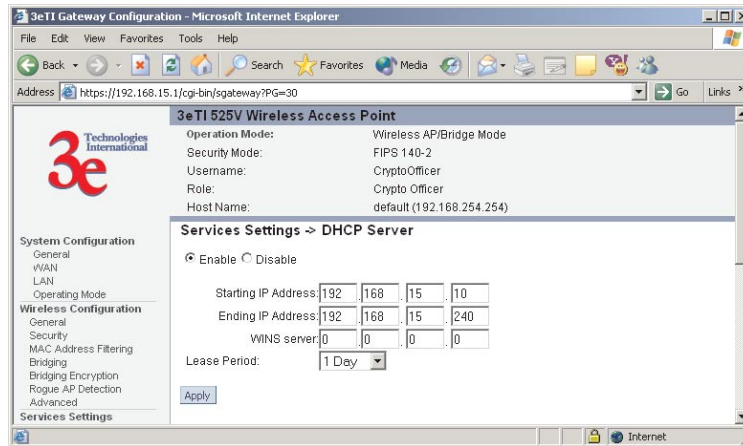 3eTI Gateway Configuration - Microsoft Internet Explorer
File Edit View Favorites Tools Help
Back Search Favorites Media
Address https://192.168.15.1/cgi-bin/sgateway?PG=30 Go Links »
3e Technologies International
System Configuration
General
WAN
LAN
Operating Mode
Wireless Configuration
General
Security
MAC Address Filtering
Bridging
Bridging Encryption
Rogue AP Detection
Advanced
Services Settings
3eTI 525V Wireless Access Point
Operation Mode: Wireless AP/Bridge Mode
Security Mode: FIPS 140-2
Username: CryptoOfficer
Role: Crypto Officer
Host Name: default (192.168.254.254)
Services Settings -> DHCP Server
Enable Disable
Starting IP Address: 192 . 168 . 15 . 10
Ending IP Address: 192 . 168 . 15 . 240
WINS server: 0 . 0 . 0 . 0
Lease Period: 1 Day
Apply
Internet